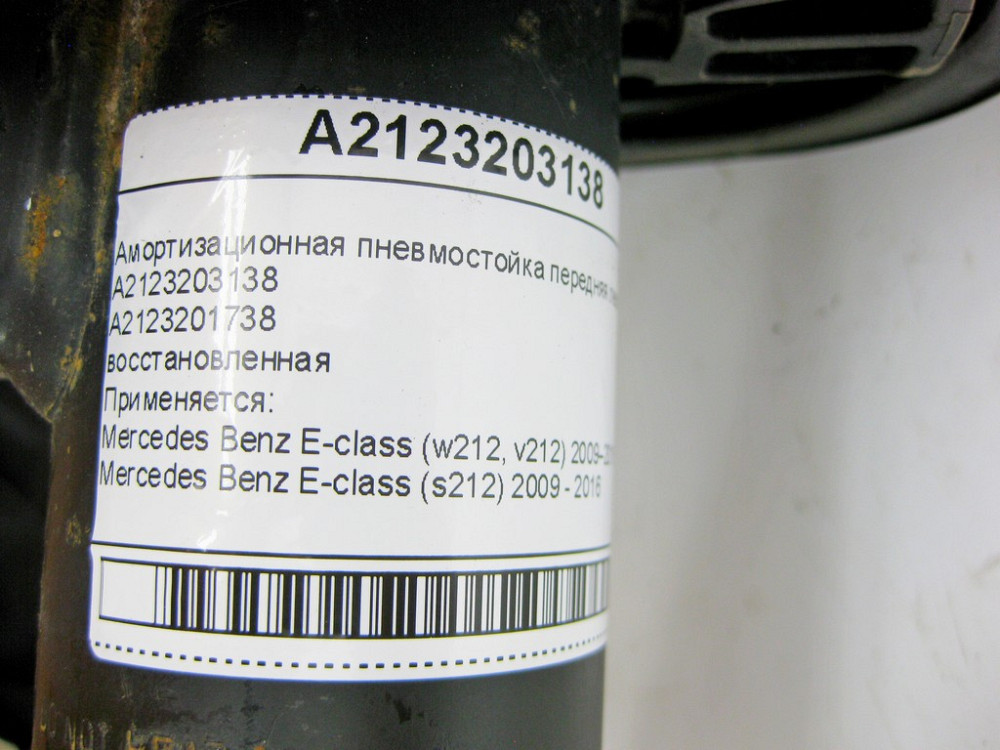 A2123203138
Амортизационная пневмостойка передняя
A2123203138
A2123201738
восстановленная
Применяется:
Mercedes Benz E-class (w212, v212) 2009-
Mercedes Benz E-class (s212) 2009 - 2016